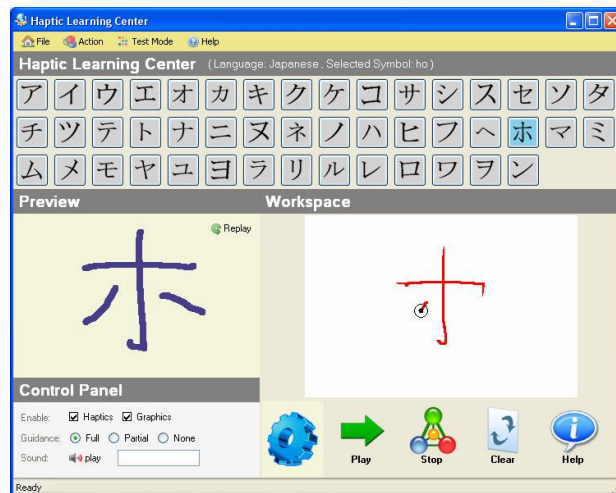 Haptic Learning Center
File Action Test Mode Help
Haptic Learning Center (Language: Japanese , Selected Symbol: ho)
ア イ ウ エ オ カ キ ク ケ コ サ シ ス セ ソ タ
チ ツ テ ト ナ ニ ヌ ネ ノ ハ ヒ フ ヘ ホ マ ミ
ム メ モ ヤ ユ ヨ ラ リ ル レ ロ ワ ヲ ン
Preview Workspace
Replay
ホ
Control Panel
Enable: Haptics Graphics
Guidance: Full Partial None
Sound: play
Play Stop Clear Help
Ready